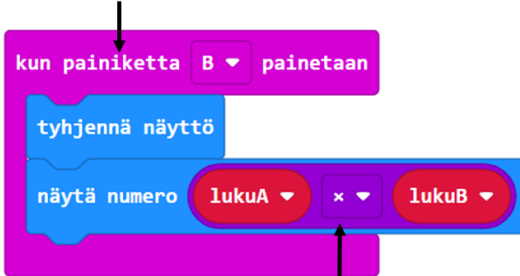 kun painiketta B painetaan
tyhjennä näyttö
näytä numero lukuA × lukuB